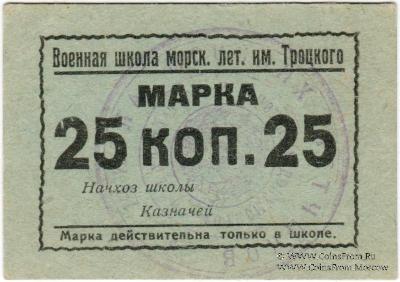 Военная школа морск. лет. им. Троцкого
МАРКА
25 КОП. 25
Начхоз школы
Казначей
Марка действительна только в школе.
© www.CoinsFrom.Ru
www.CoinsFrom.Moscow